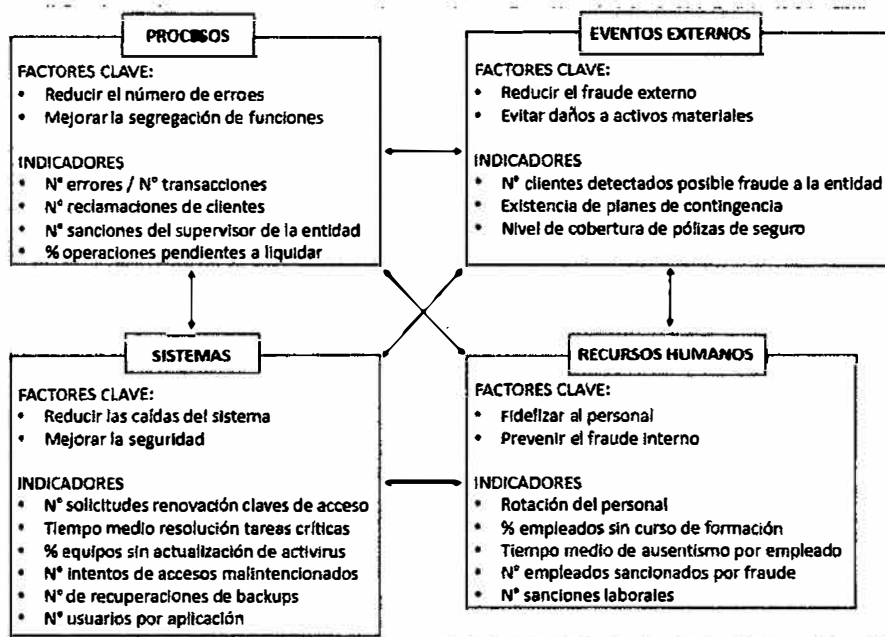 PROCESOS
FACTORES CLAVE:
• Reducir el número de erroes
• Mejorar la segregación de funciones
INDICADORES
• N° errores / N° transacciones
• N° reclamaciones de clientes
• N° sanciones del supervisor de la entidad
• % operaciones pendientes a liquidar
EVENTOS EXTERNOS
FACTORES CLAVE:
• Reducir el fraude externo
• Evitar daños a activos materiales
INDICADORES
• N° clientes detectados posible fraude a la entidad
• Existencia de planes de contingencia
• Nivel de cobertura de pólizas de seguro
SISTEMAS
FACTORES CLAVE:
• Reducir las caídas del sistema
• Mejorar la seguridad
INDICADORES
• N° solicitudes renovación claves de acceso
• Tiempo medio resolución tareas críticas
• % equipos sin actualización de activirus
• N° intentos de accesos malintencionados
• N° de recuperaciones de backups
• N° usuarios por aplicación
RECURSOS HUMANOS
FACTORES CLAVE:
• Fidelizar al personal
• Prevenir el fraude interno
INDICADORES
• Rotación del personal
• % empleados sin curso de formación
• Tiempo medio de ausentismo por empleado
• N° empleados sancionados por fraude
• N° sanciones laborales